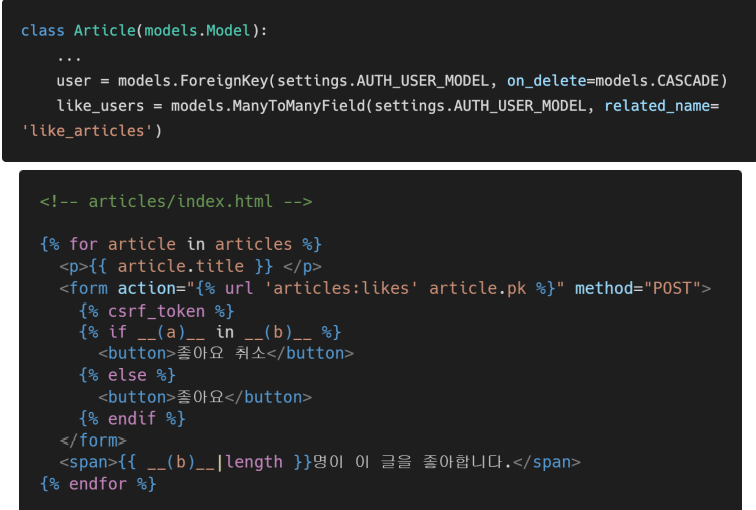 class Article(models.Model):
...
user = models.ForeignKey(settings.AUTH_USER_MODEL, on_delete=models.CASCADE)
like_users = models.ManyToManyField(settings.AUTH_USER_MODEL, related_name=
'like_articles')
<!-- articles/index.html -->
{% for article in articles %}
<p>{{ article.title }} </p>
<form action="{% url 'articles:likes' article.pk %}" method="POST">
{% csrf_token %}
{% if __(a)__ in __(b)__ %}
<button>좋아요 취소</button>
{% else %}
<button>좋아요</button>
{% endif %}
</form>
<span>{{ __(b)__|length }}명이 이 글을 좋아합니다.</span>
{% endfor %}